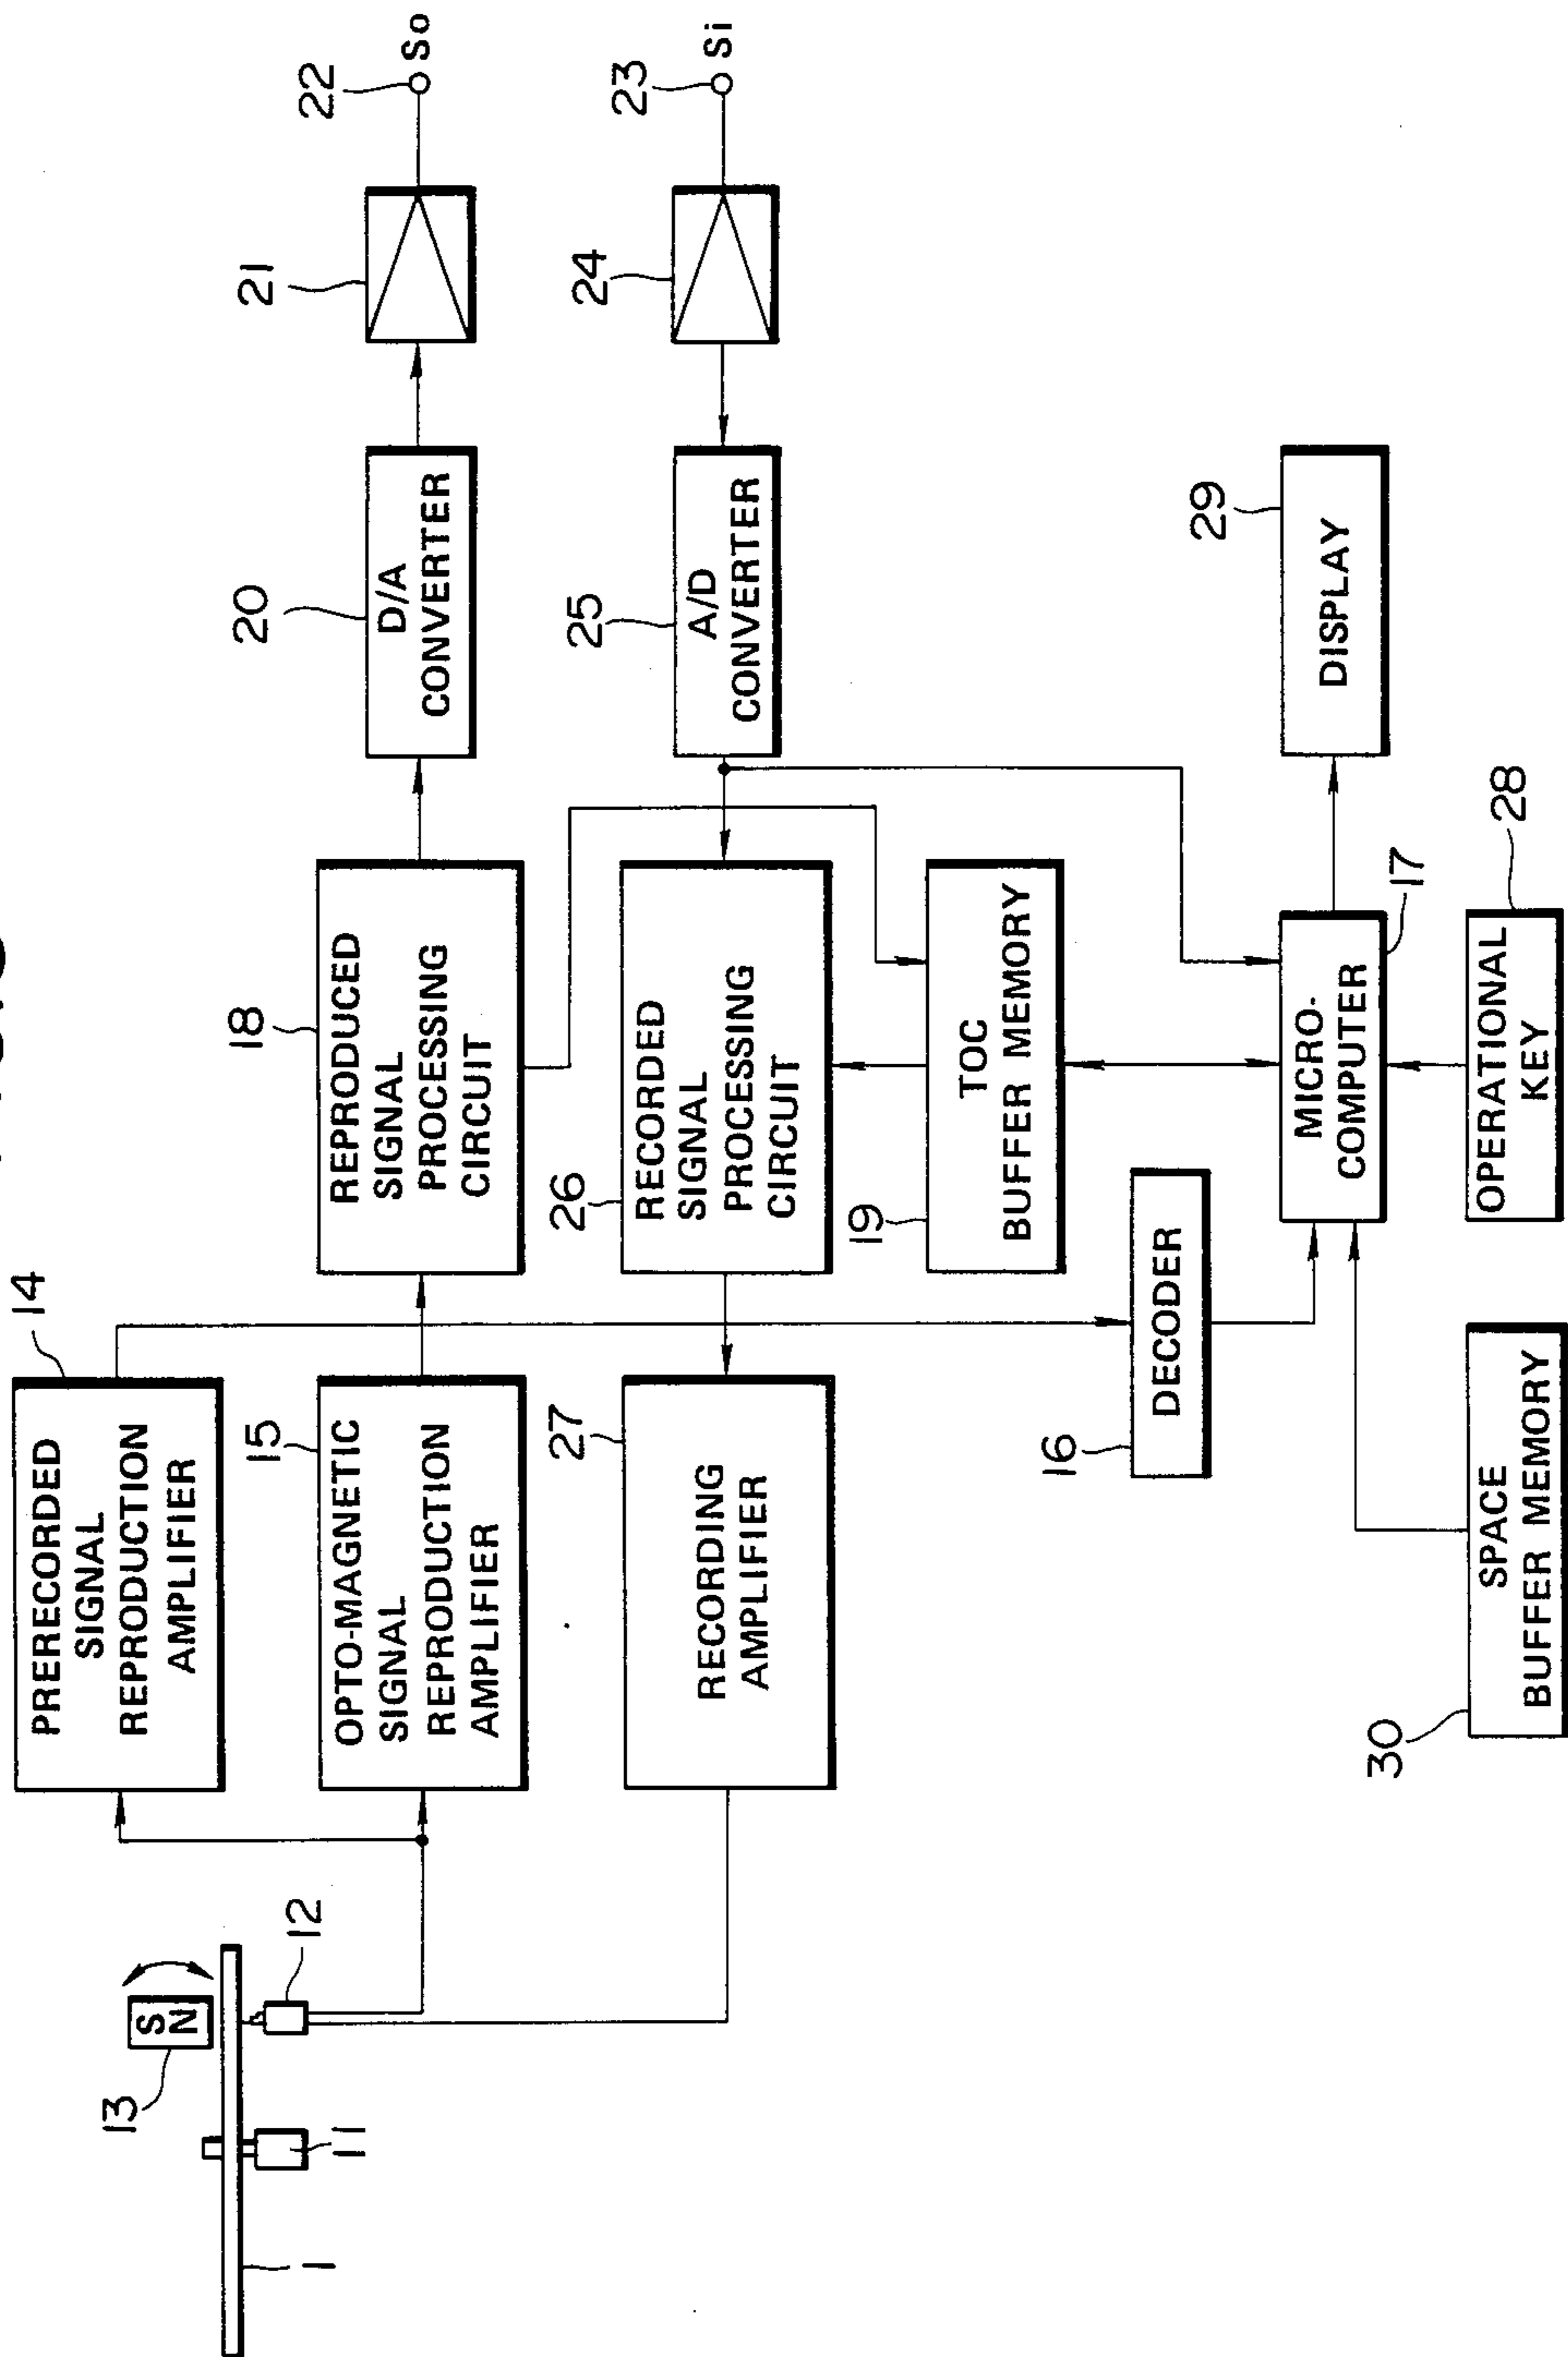 14
PRERECORDED
SIGNAL
REPRODUCTION
AMPLIFIER
15
OPTO-MAGNETIC
SIGNAL
REPRODUCTION
AMPLIFIER
27
RECORDING
AMPLIFIER
13
S
N
12
11
1
18
REPRODUCED
SIGNAL
PROCESSING
CIRCUIT
26
RECORDED
SIGNAL
PROCESSING
CIRCUIT
19
TOC
BUFFER MEMORY
16
DECODER
20
D/A
CONVERTER
21
22
So
25
A/D
CONVERTER
24
23
Si
29
DISPLAY
MICRO-
COMPUTER
17
28
OPERATIONAL
KEY
30
SPACE
BUFFER MEMORY